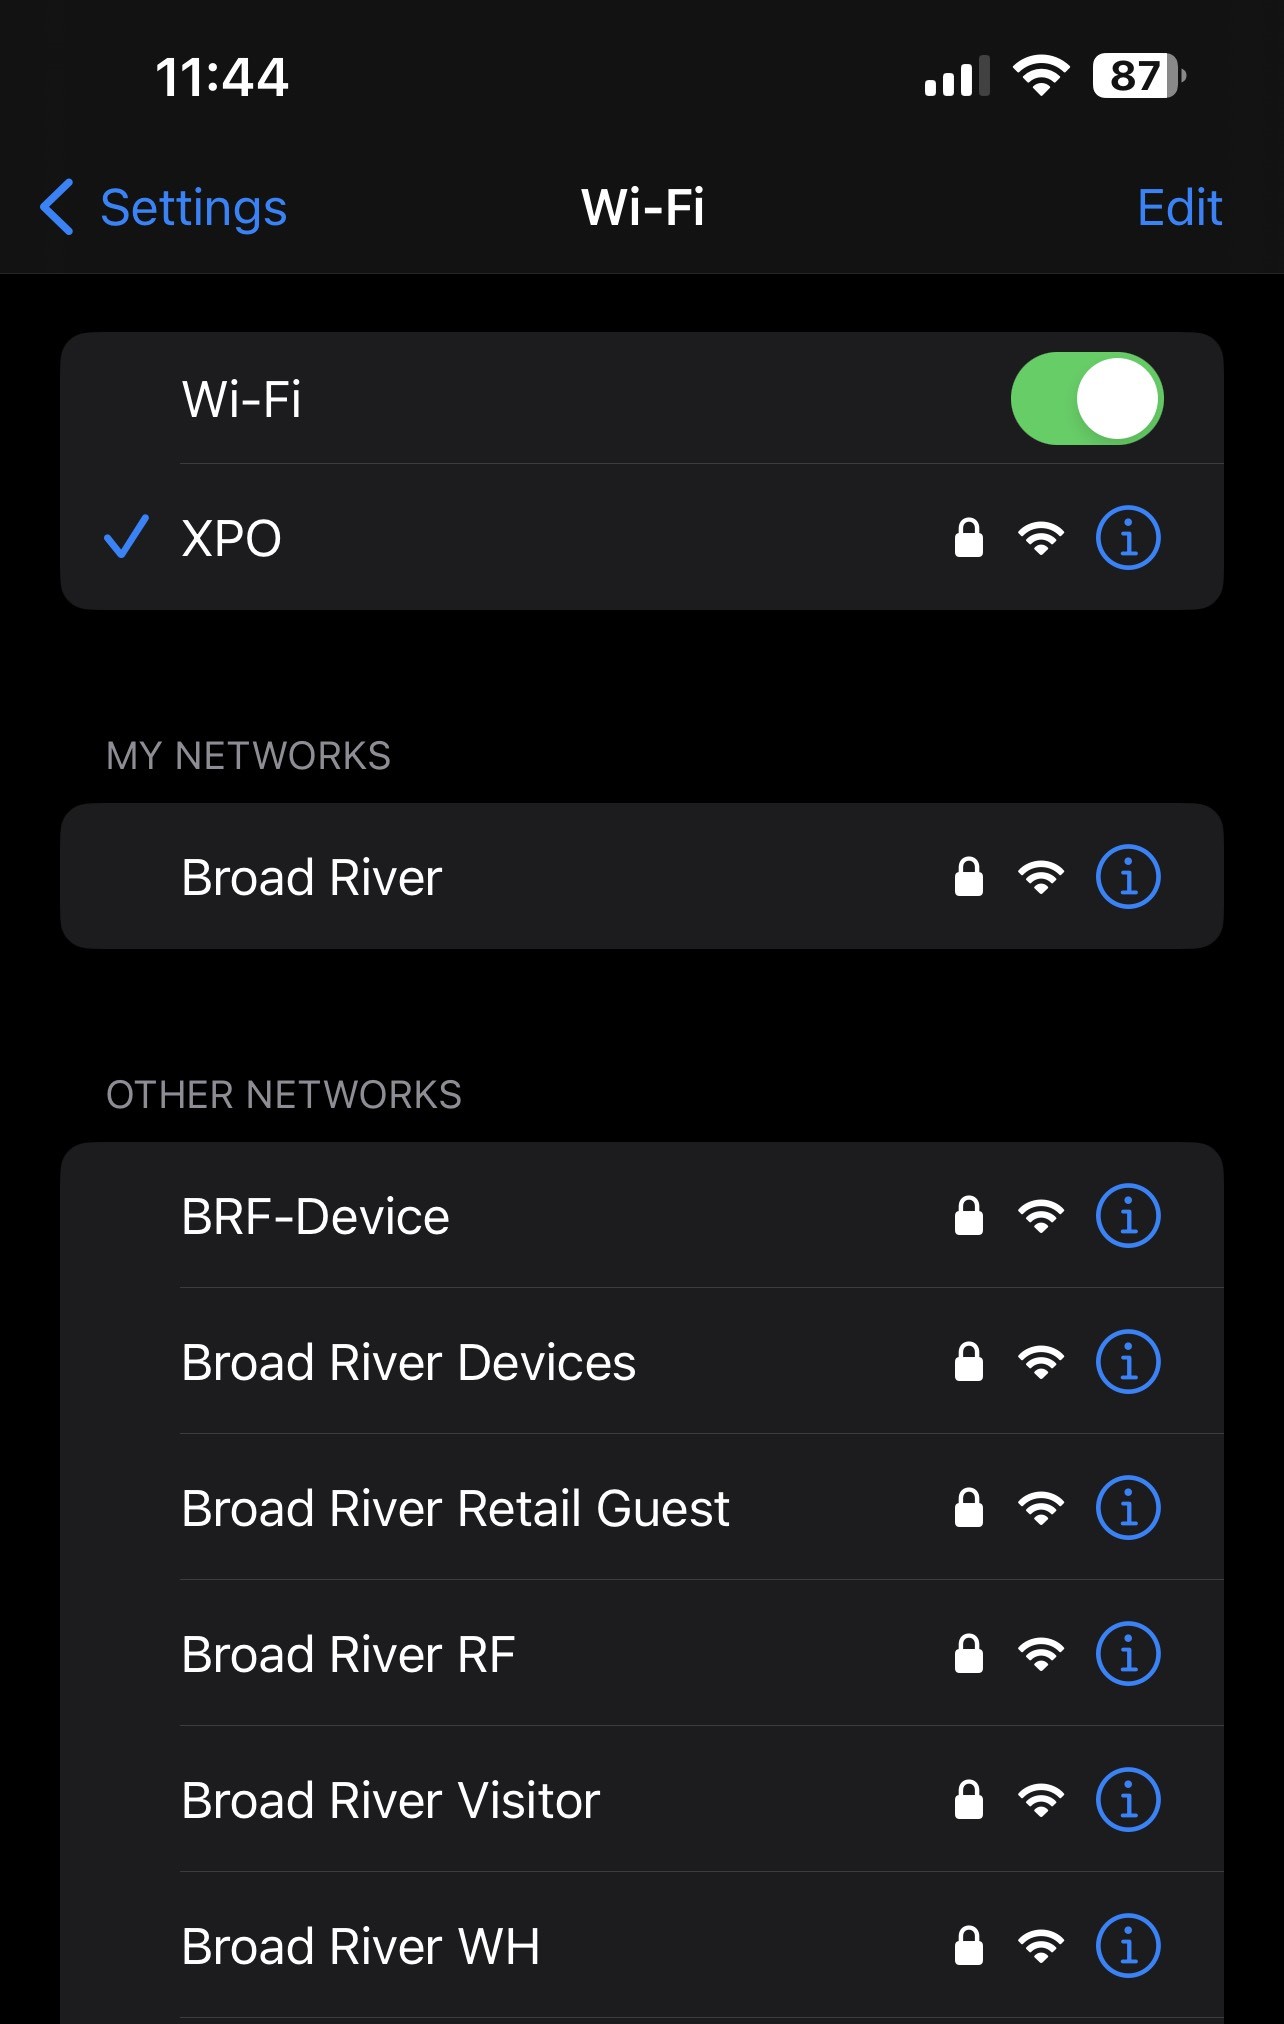 11:44
87
Settings
Wi-Fi
Edit
Wi-Fi
XPO
MY NETWORKS
Broad River
OTHER NETWORKS
BRF-Device
Broad River Devices
Broad River Retail Guest
Broad River RF
Broad River Visitor
Broad River WH